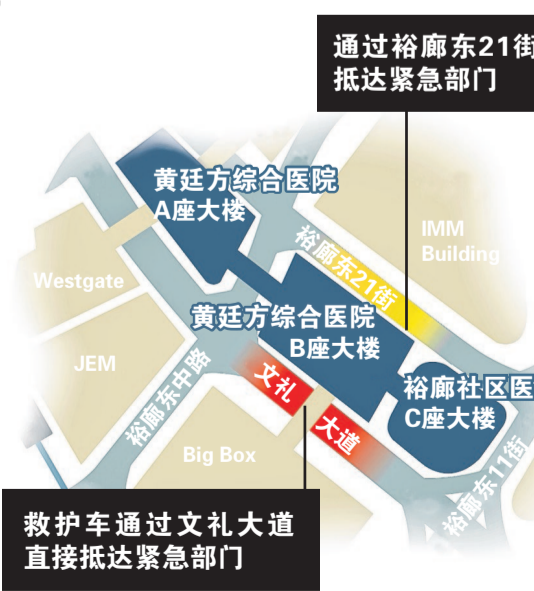 通过裕廊东21街
抵达紧急部门
黄廷方综合医院
A座大楼
裕廊东21街
IMM
Building
Westgate
黄廷方综合医院
B座大楼
JEM
裕廊东中路
文礼
大道
裕廊社区医
C座大楼
Big Box
裕廊东11街
救护车通过文礼大道
直接抵达紧急部门